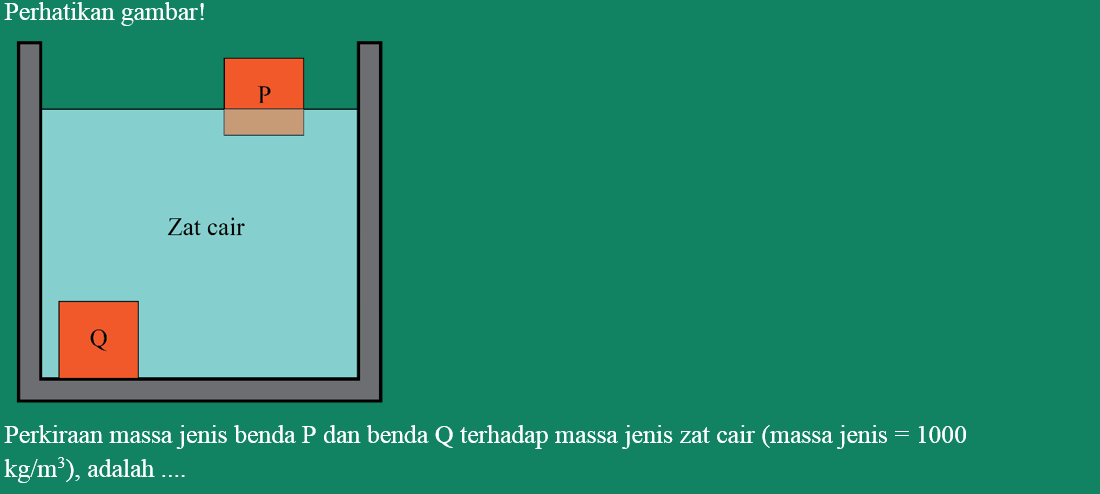 Perhatikan gambar!
P
Zat cair
Q
Perkiraan massa jenis benda P dan benda Q terhadap massa jenis zat cair (massa jenis = 1000
kg/m³), adalah ....